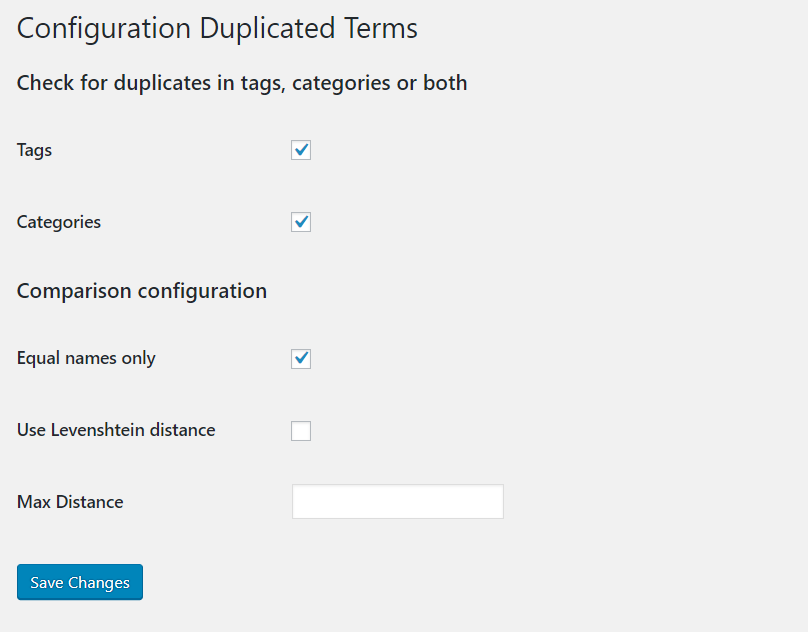 Configuration Duplicated Terms
Check for duplicates in tags, categories or both
Tags
Categories
Comparison configuration
Equal names only
Use Levenshtein distance
Max Distance
Save Changes